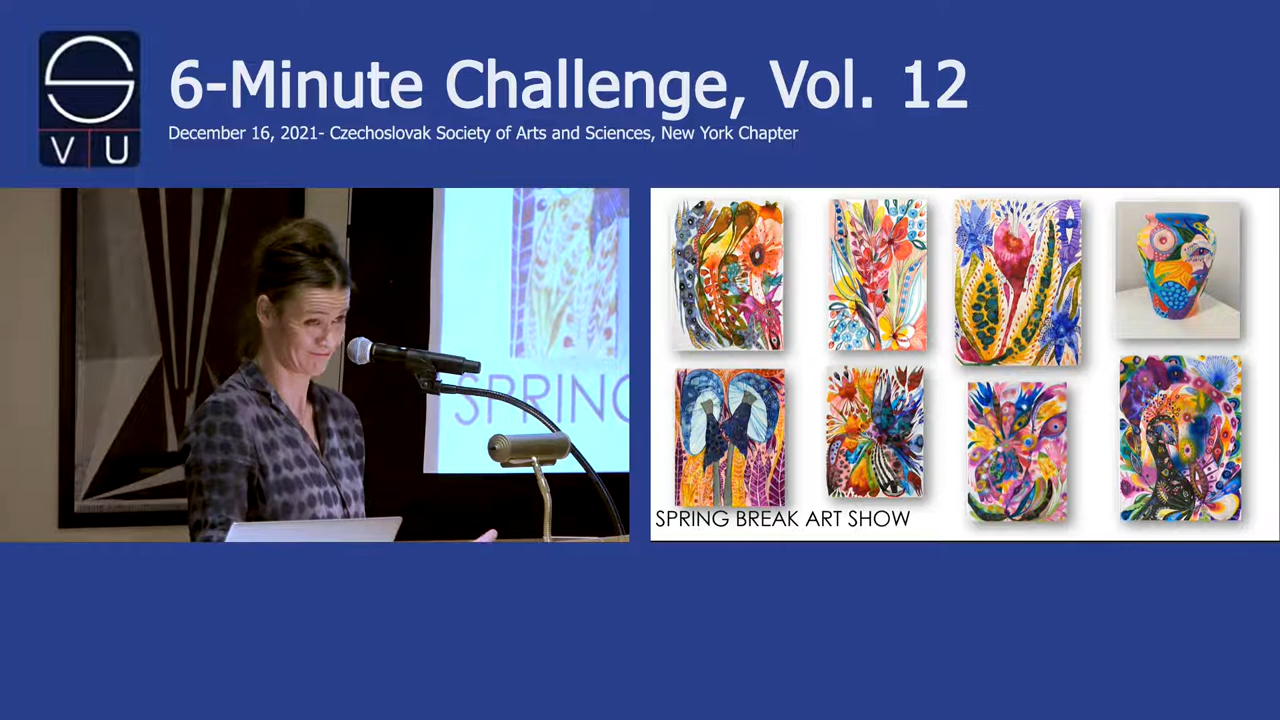 S
V U
6-Minute Challenge, Vol. 12
December 16, 2021- Czechoslovak Society of Arts and Sciences, New York Chapter
SPRING
SPRING BREAK ART SHOW